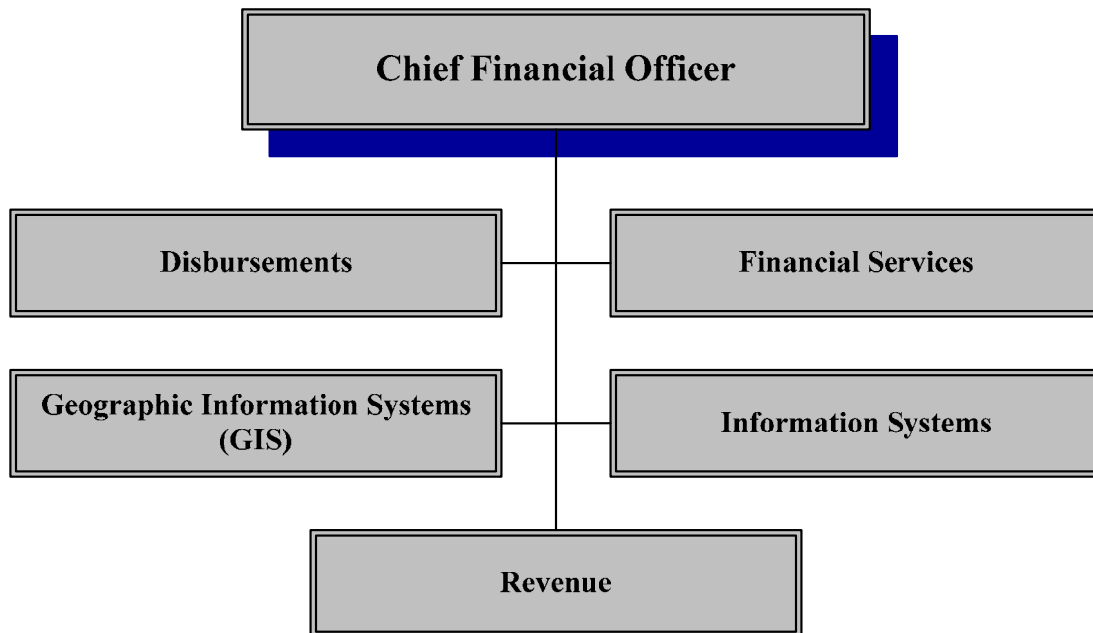 Chief Financial Officer
Disbursements
Financial Services
Geographic Information Systems
(GIS)
Information Systems
Revenue